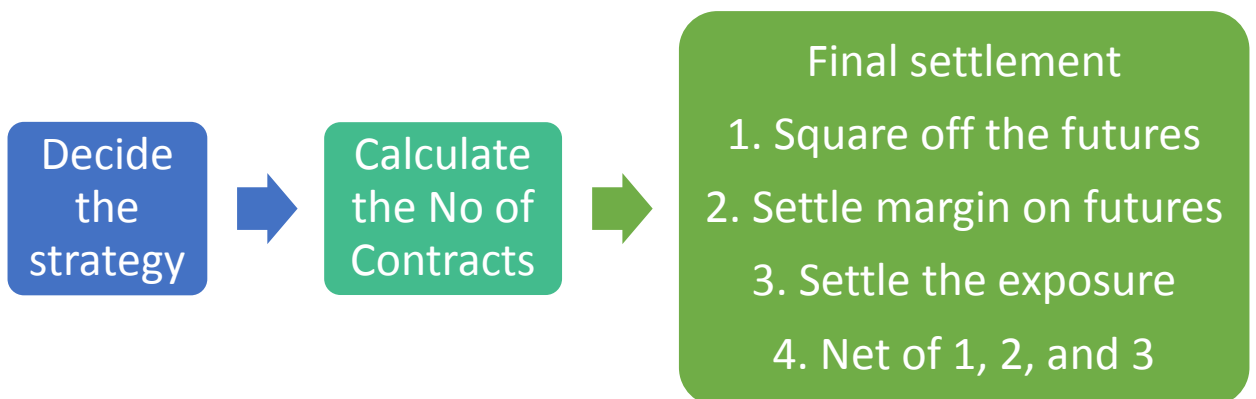 Decide
the
strategy
Calculate
the No of
Contracts
Final settlement
1. Square off the futures
2. Settle margin on futures
3. Settle the exposure
4. Net of 1, 2, and 3